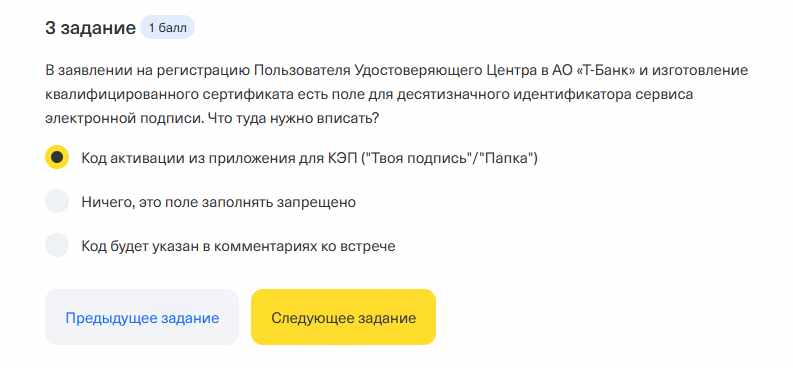 3 задание 1 балл
В заявлении на регистрацию Пользователя Удостоверяющего Центра в АО «Т-Банк» и изготовление
квалифицированного сертификата есть поле для десятизначного идентификатора сервиса
электронной подписи. Что туда нужно вписать?
Код активации из приложения для КЭП ("Твоя подпись"/"Папка")
Ничего, это поле заполнять запрещено
Код будет указан в комментариях ко встрече
Предыдущее задание Следующее задание